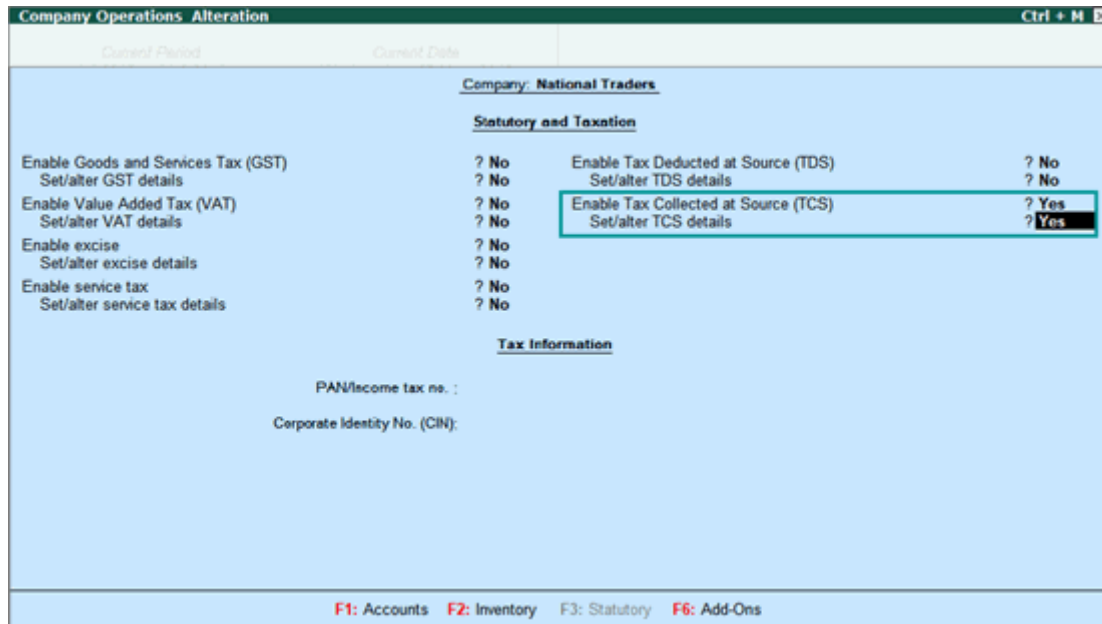 Company Operations Alteration Ctrl + M
Current Period Current Date
Company: National Traders
Statutory and Taxation
Enable Goods and Services Tax (GST) ? No Enable Tax Deducted at Source (TDS) ? No
Set/alter GST details ? No Set/alter TDS details ? No
Enable Value Added Tax (VAT) ? No Enable Tax Collected at Source (TCS) ? Yes
Set/alter VAT details ? No Set/alter TCS details ? Yes
Enable excise ? No
Set/alter excise details ? No
Enable service tax ? No
Set/alter service tax details ? No
Tax Information
PAN/Income tax no. :
Corporate Identity No. (CIN):
F1: Accounts F2: Inventory F3: Statutory F6: Add-Ons